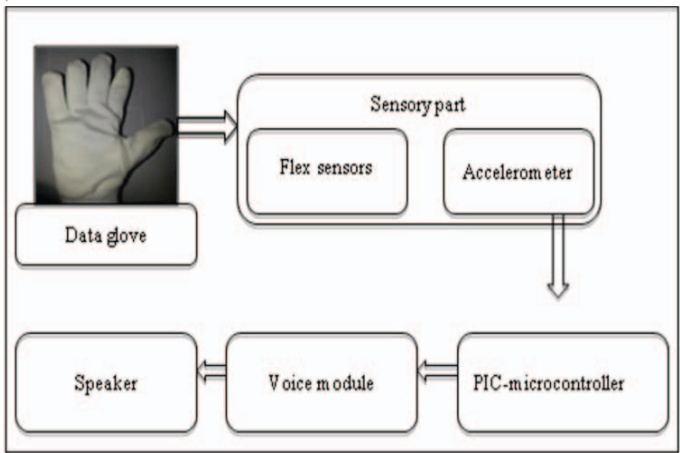 Sensory part
Flex sensors
Accelerometer
Data glove
Speaker
Voice module
PIC-microcontroller